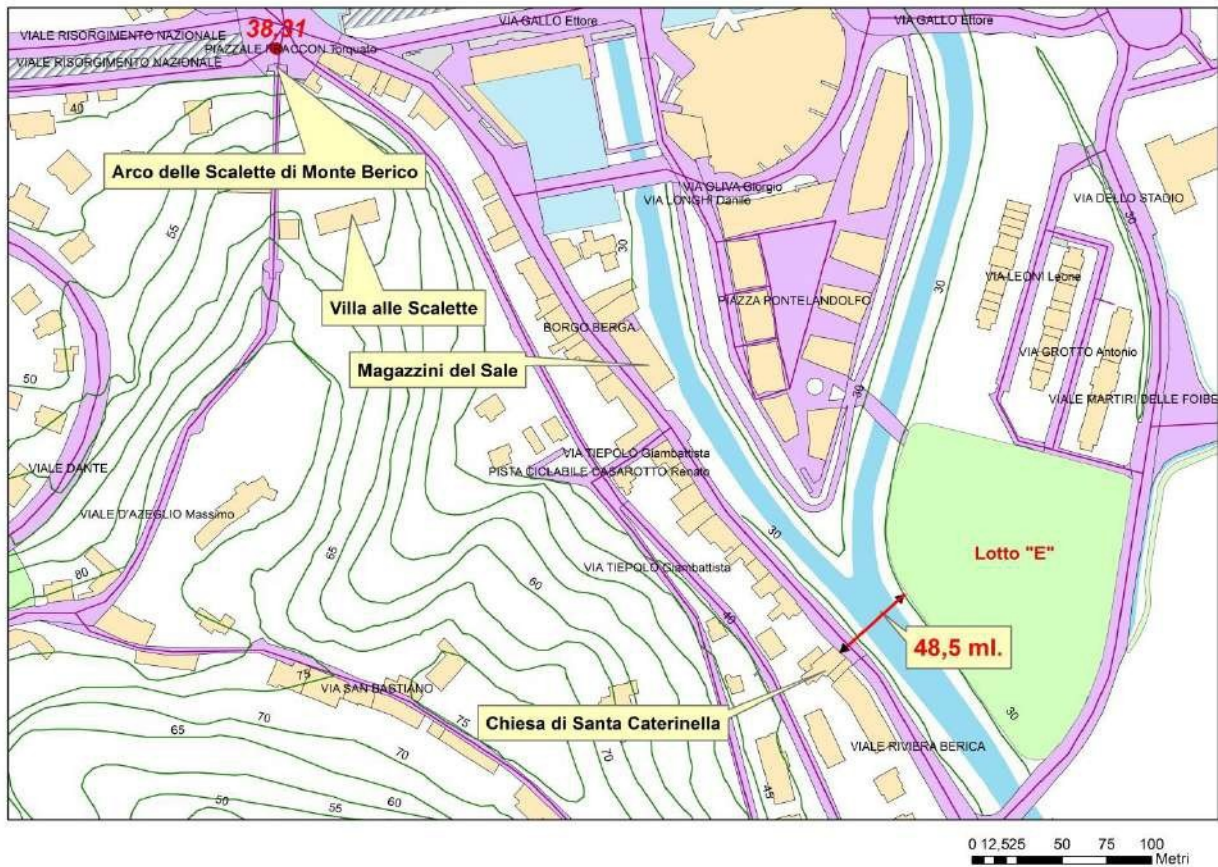 VIA GALLO Ettore
VIA GALLO Ettore
38,91
VIALE RISORGIMENTO NAZIONALE
VIALE RISORGIMENTO NAZIONALE
40
Arco delle Scalette di Monte Berico
VIA OLIVA Giorgio
VIA LONGHI Danile
VIA DELLO STADIO
30
55
30
VIA LEONI Leone
30
Villa alle Scalette
PIAZZA PONTELANDOLFO
BORGO BERGA
VIA GROTTO Antonio
Magazzini del Sale
50
30
VIALE MARTIRI DELLE FOIBE
VIA TIEPOLO Giambattista
PISTA CICLABILE CASAROTTO Renato
VIALE DANTE
VIALE D'AZEGLIO Massimo
65
30
Lotto "E"
VIA TIEPOLO Giambattista
60
80
40
48,5 ml.
75
VIA SAN BASTIANO
75
70
65
70
Chiesa di Santa Caterinella
30
VIALE RIVIERA BERICA
70
45
50
55
60
0 12,525 50 75 100
Metri